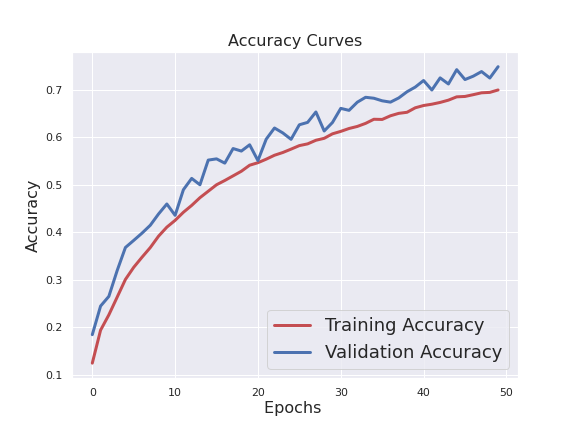 Accuracy Curves
0.7
0.6
0.5
0.4
0.3
0.2
0.1
Accuracy
Training Accuracy
Validation Accuracy
0 10 20 30 40 50
Epochs